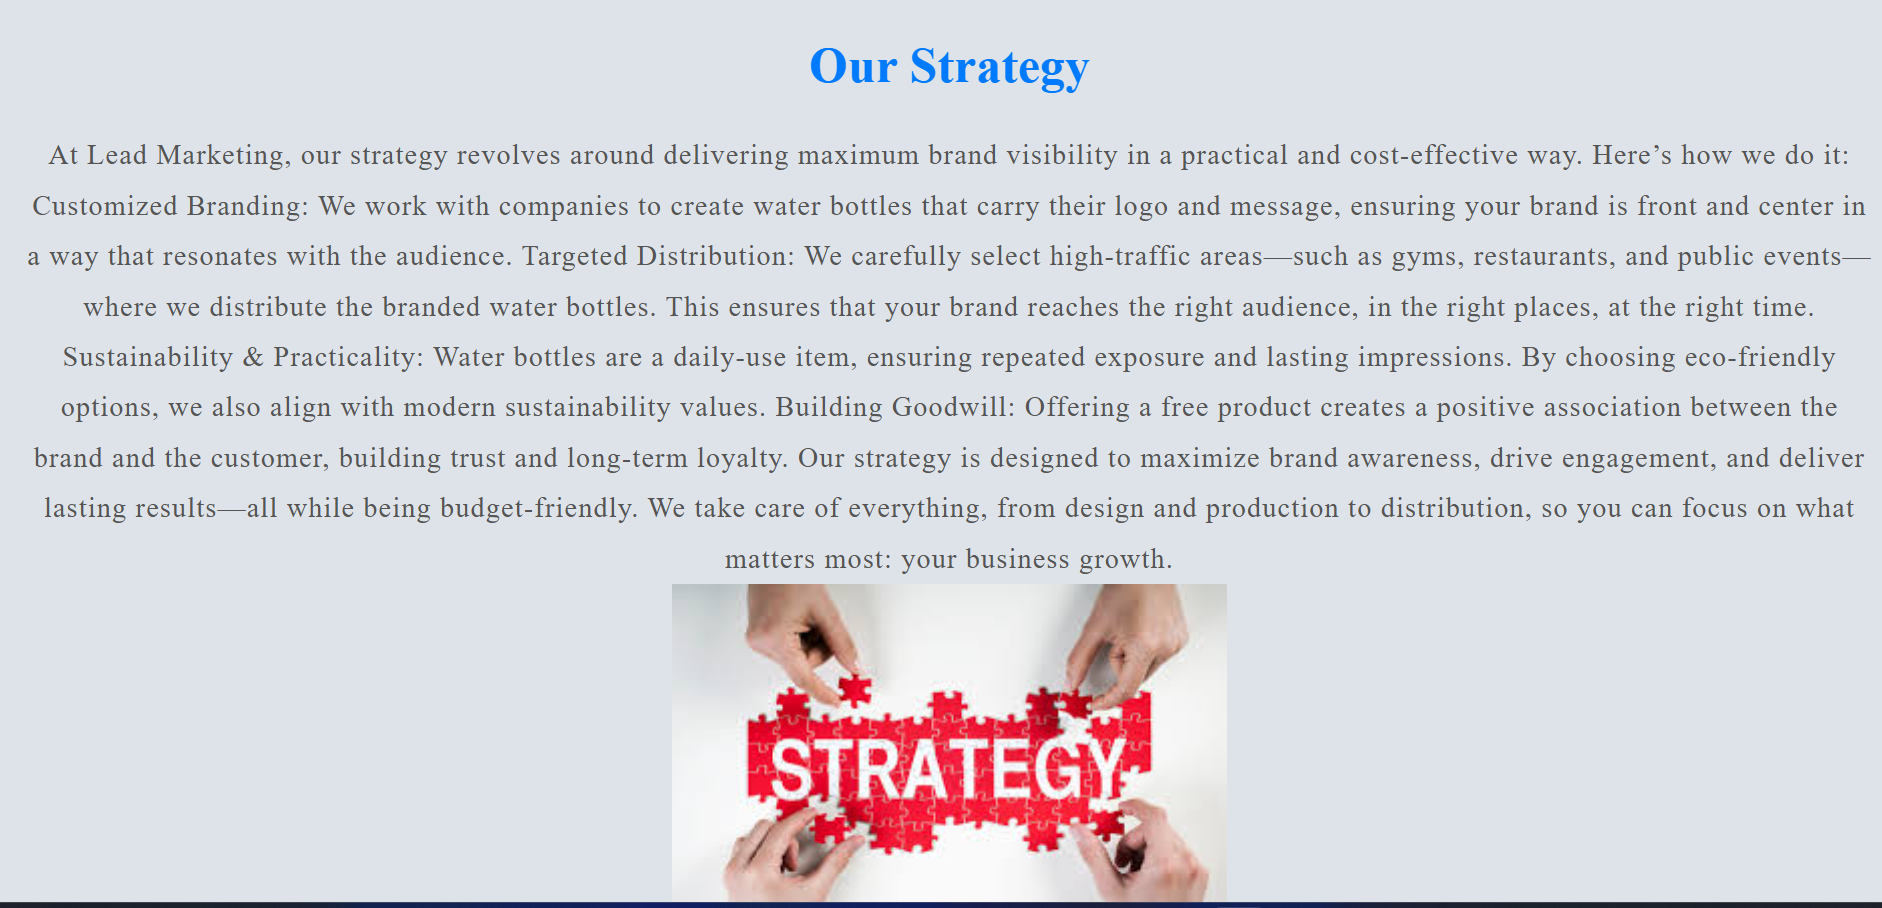 Our Strategy
At Lead Marketing, our strategy revolves around delivering maximum brand visibility in a practical and cost-effective way. Here’s how we do it:
Customized Branding: We work with companies to create water bottles that carry their logo and message, ensuring your brand is front and center in
a way that resonates with the audience. Targeted Distribution: We carefully select high-traffic areas—such as gyms, restaurants, and public events—
where we distribute the branded water bottles. This ensures that your brand reaches the right audience, in the right places, at the right time.
Sustainability & Practicality: Water bottles are a daily-use item, ensuring repeated exposure and lasting impressions. By choosing eco-friendly
options, we also align with modern sustainability values. Building Goodwill: Offering a free product creates a positive association between the
brand and the customer, building trust and long-term loyalty. Our strategy is designed to maximize brand awareness, drive engagement, and deliver
lasting results—all while being budget-friendly. We take care of everything, from design and production to distribution, so you can focus on what
matters most: your business growth.
STRATEGY